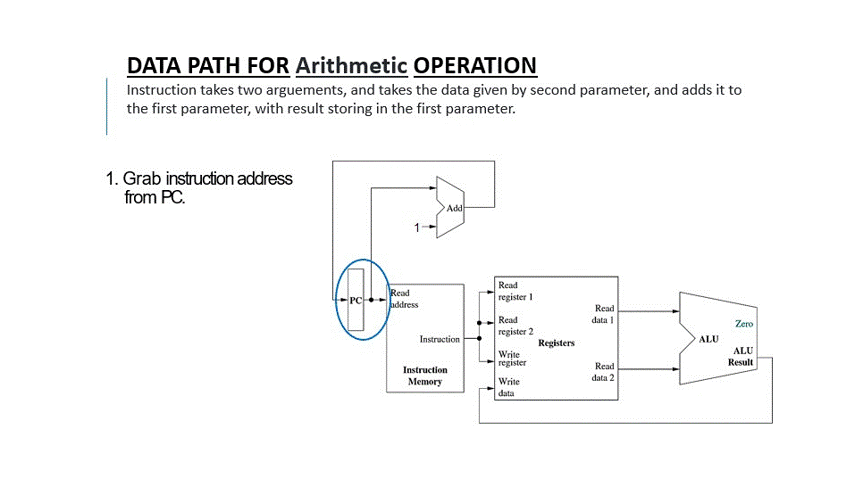 DATA PATH FOR Arithmetic OPERATION
Instruction takes two arguements, and takes the data given by second parameter, and adds it to
the first parameter, with result storing in the first parameter.
1. Grab instruction address
from PC.
Add
1
PC
Read
address
Instruction
Instruction
Memory
Read
register 1
Read
register 2
Write
register
Write
data
Registers
Read
data 1
Read
data 2
ALU
Zero
ALU
Result